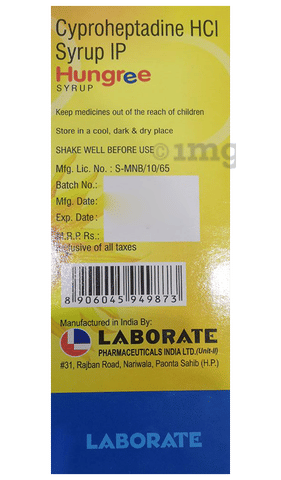 Cyproheptadine HCl
Syrup IP
Hungree
SYRUP
Keep medicines out of the reach of children
Store in a cool, dark & dry place
SHAKE WELL BEFORE USE
1mg
Mfg. Lic. No. : S-MNB/10/65
Batch No.:
Mfg. Date:
Exp. Date:
M.R.P. Rs.:
Inclusive of all taxes
8 906045 949873
Manufactured in India By:
LABORATE
PHARMACEUTICALS INDIA LTD.(Unit-II)
#31, Rajban Road, Nariwala, Paonta Sahib (H.P.)
LABORATE